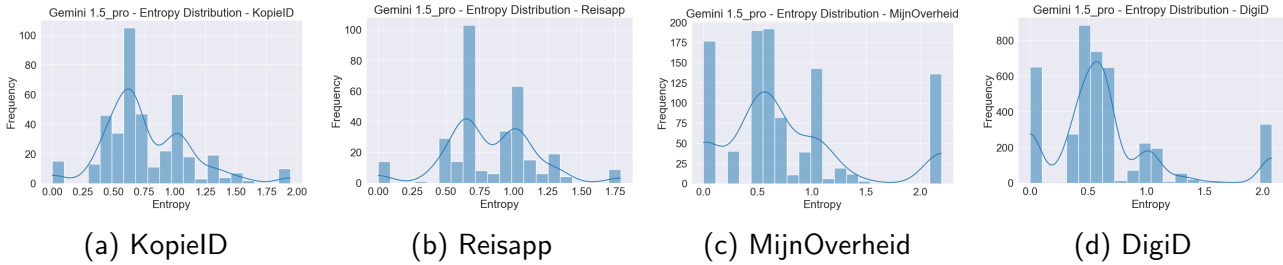 Gemini 1.5_pro - Entropy Distribution - KopieID
Frequency
100
80
60
40
20
0
0.00 0.25 0.50 0.75 1.00 1.25 1.50 1.75 2.00
Entropy
(a) KopieID
Gemini 1.5_pro - Entropy Distribution - Reisapp
Frequency
100
80
60
40
20
0
0.00 0.25 0.50 0.75 1.00 1.25 1.50 1.75
Entropy
(b) Reisapp
Gemini 1.5_pro - Entropy Distribution - MijnOverheid
Frequency
200
175
150
125
100
75
50
25
0
0.0 0.5 1.0 1.5 2.0
Entropy
(c) MijnOverheid
Gemini 1.5_pro - Entropy Distribution - DigiD
Frequency
800
600
400
200
0
0.0 0.5 1.0 1.5 2.0
Entropy
(d) DigiD